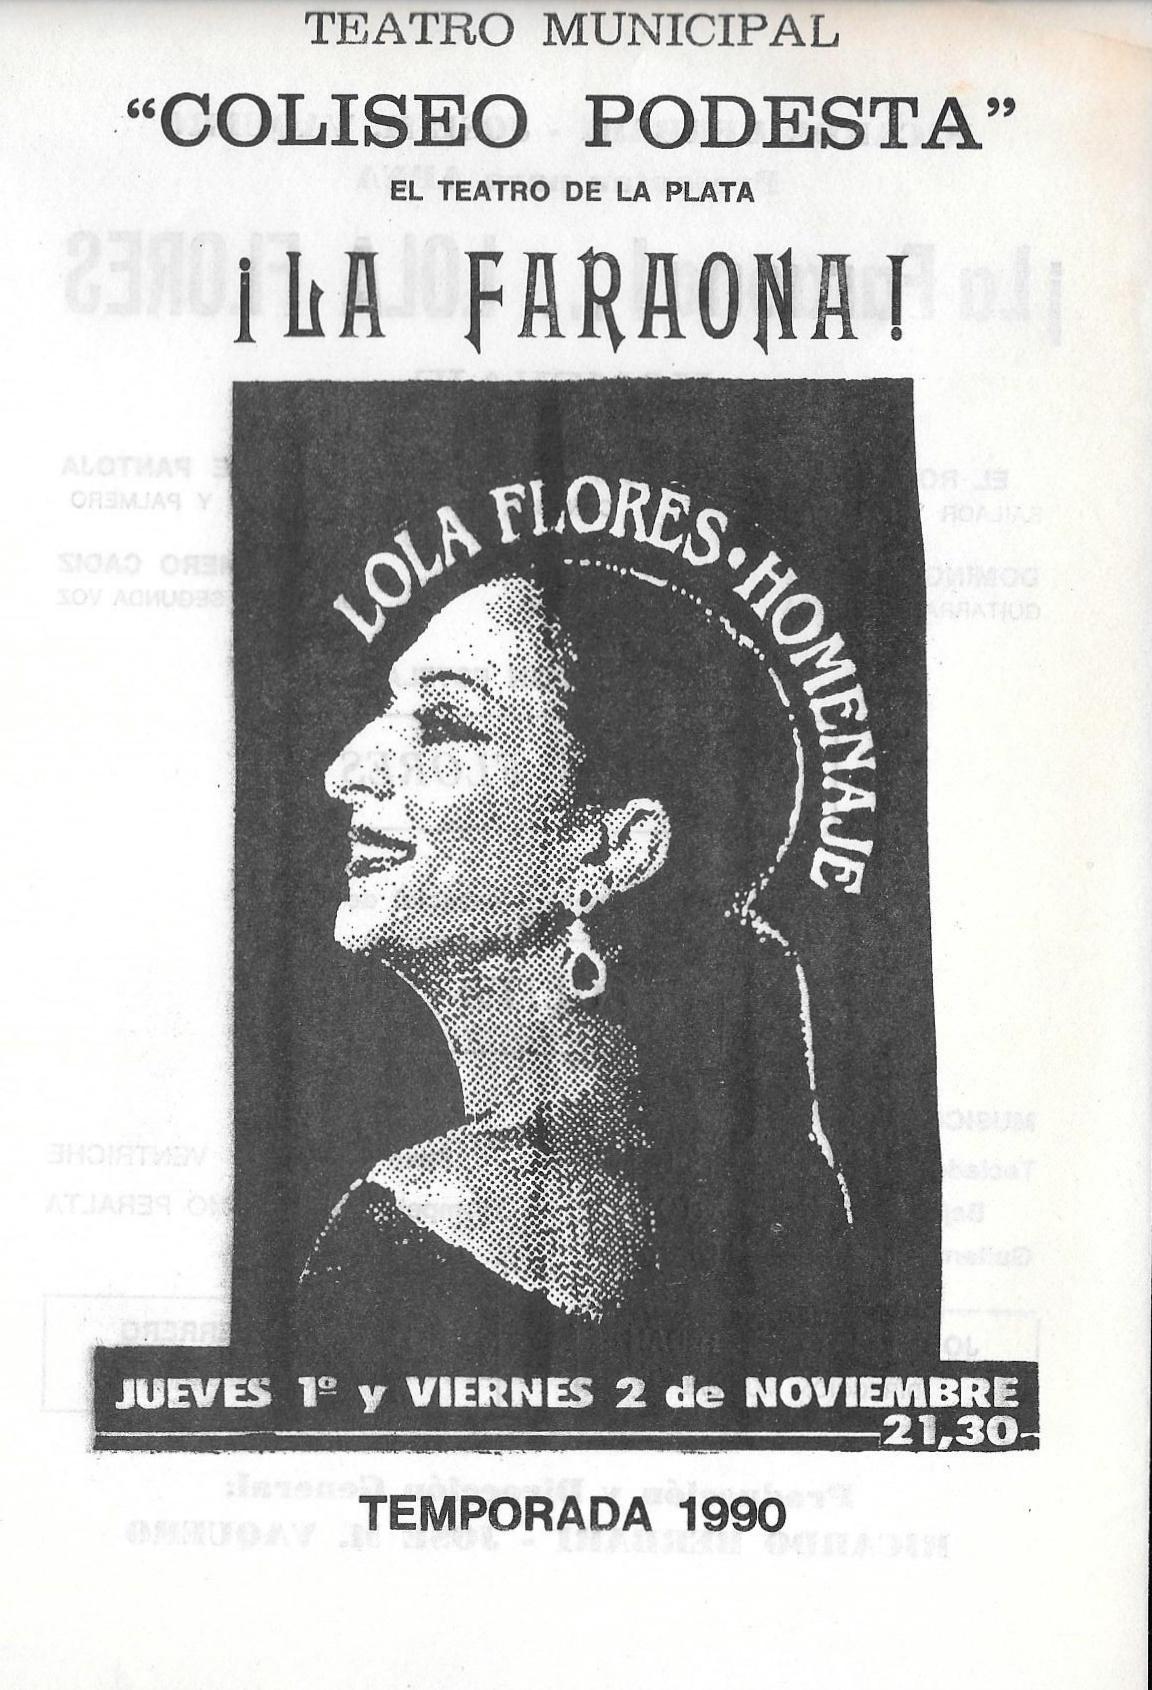 TEATRO MUNICIPAL
“COLISEO PODESTA”
EL TEATRO DE LA PLATA
¡LA FARAONA!
LOLA FLORES · HOMENAJE
JUEVES 1º y VIERNES 2 de NOVIEMBRE
21,30
TEMPORADA 1990